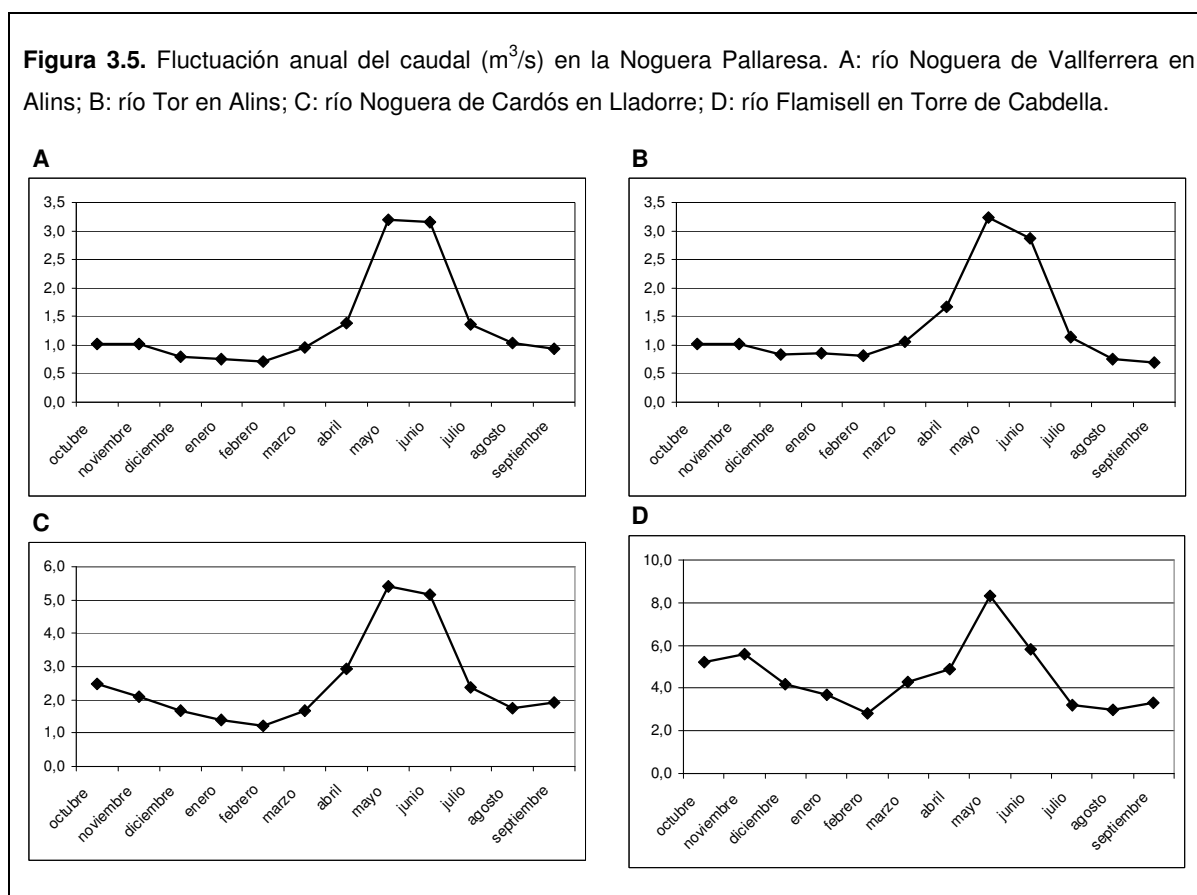 Figura 3.5. Fluctuación anual del caudal (m³/s) en la Noguera Pallaresa. A: río Noguera de Vallferrera en
Alins; B: río Tor en Alins; C: río Noguera de Cardós en Lladorre; D: río Flamisell en Torre de Cabdella.
A
3,5
3,0
2,5
2,0
1,5
1,0
0,5
0,0
octubre
noviembre
diciembre
enero
febrero
marzo
abril
mayo
junio
julio
agosto
septiembre
B
3,5
3,0
2,5
2,0
1,5
1,0
0,5
0,0
octubre
noviembre
diciembre
enero
febrero
marzo
abril
mayo
junio
julio
agosto
septiembre
C
6,0
5,0
4,0
3,0
2,0
1,0
0,0
octubre
noviembre
diciembre
enero
febrero
marzo
abril
mayo
junio
julio
agosto
septiembre
D
10,0
8,0
6,0
4,0
2,0
0,0
octubre
noviembre
diciembre
enero
febrero
marzo
abril
mayo
junio
julio
agosto
septiembre